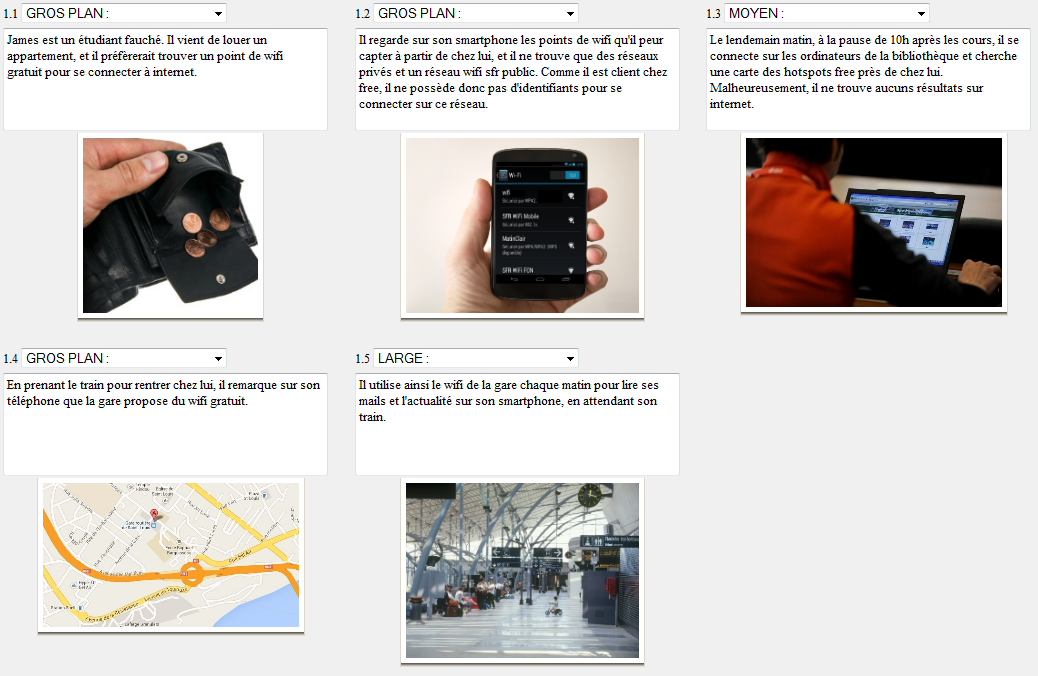 1.1 GROS PLAN :
James est un étudiant fauché. Il vient de louer un
appartement, et il préfèrerait trouver un point de wifi
gratuit pour se connecter à internet.
1.2 GROS PLAN :
Il regarde sur son smartphone les points de wifi qu'il peur
capter à partir de chez lui, et il ne trouve que des réseaux
privés et un réseau wifi sfr public. Comme il est client chez
free, il ne possède donc pas d'identifiants pour se
connecter sur ce réseau.
1.3 MOYEN :
Le lendemain matin, à la pause de 10h après les cours, il se
connecte sur les ordinateurs de la bibliothèque et cherche
une carte des hotspots free près de chez lui.
Malheureusement, il ne trouve aucuns résultats sur
internet.
Wi-Fi
wifi
SFR WiFi Mobile
MatinClair
SFR WiFi FON
1.4 GROS PLAN :
En prenant le train pour rentrer chez lui, il remarque sur son
téléphone que la gare propose du wifi gratuit.
1.5 LARGE :
Il utilise ainsi le wifi de la gare chaque matin pour lire ses
mails et l'actualité sur son smartphone, en attendant son
train.
Gare routière
de Saint-Louis